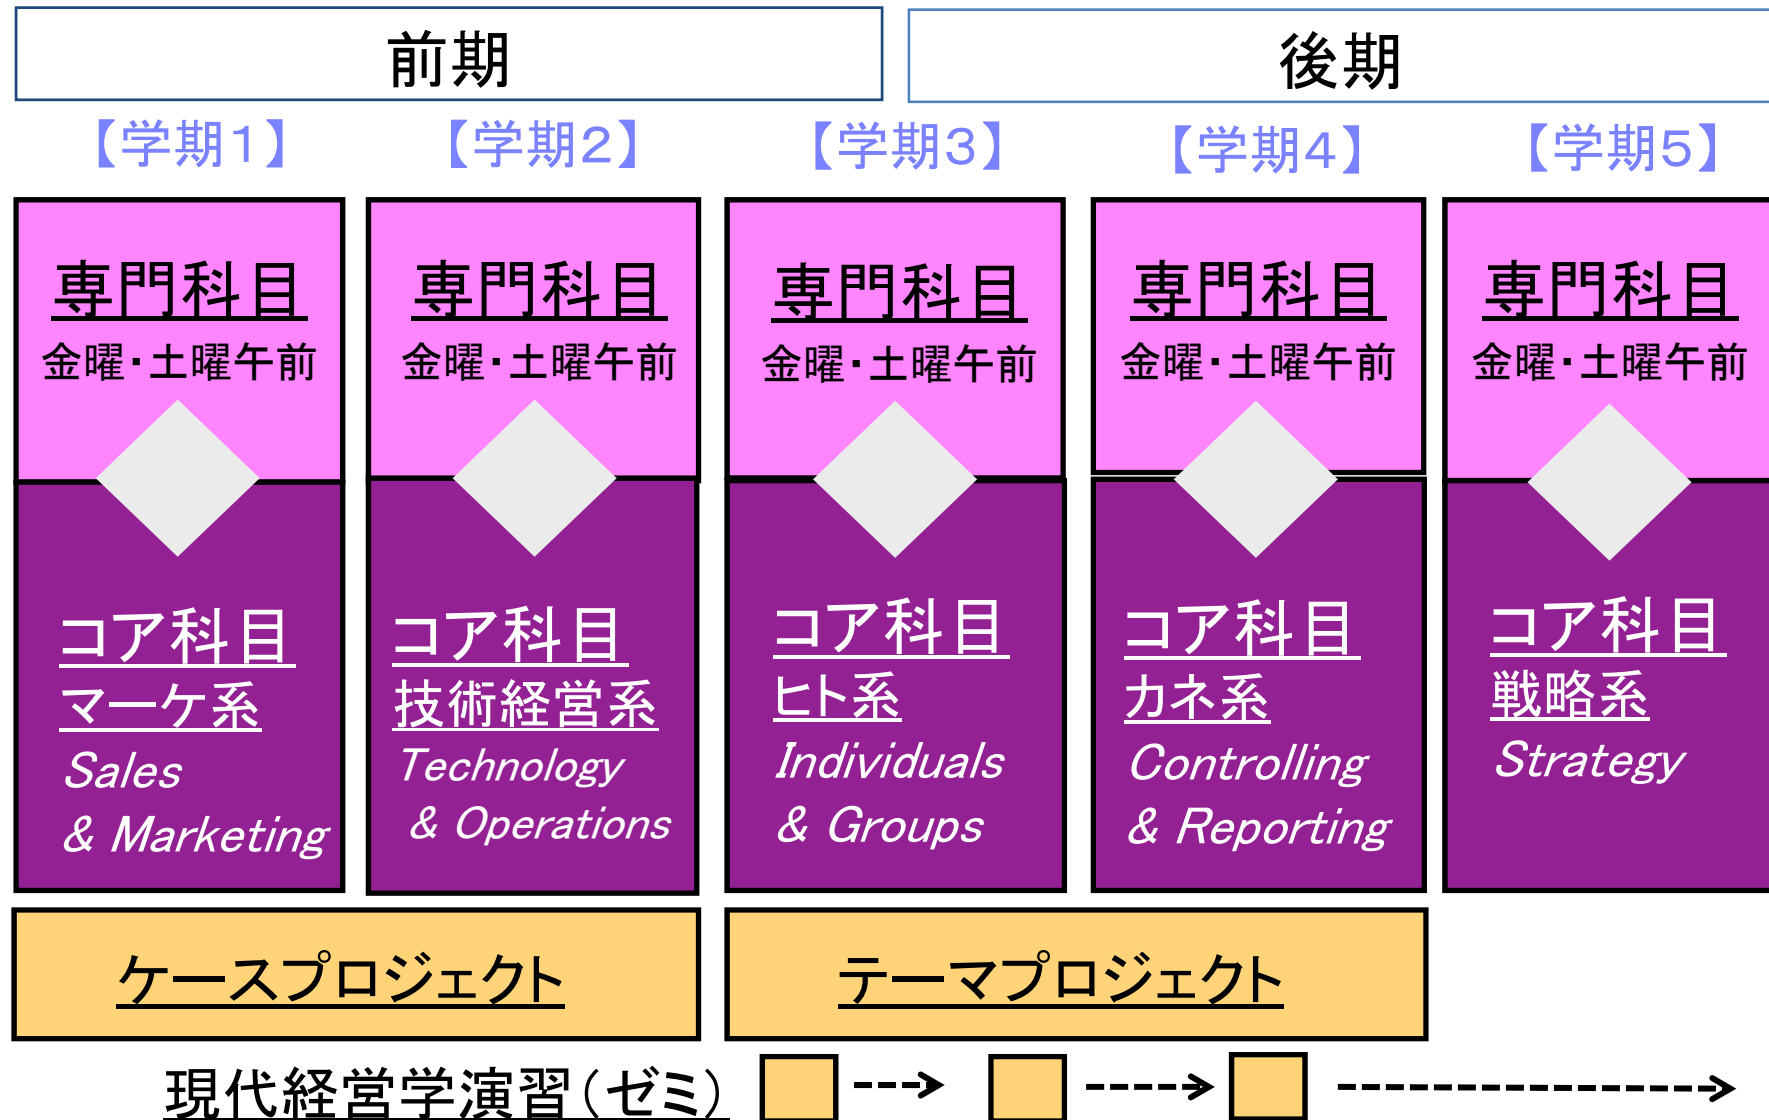 前期
後期
【学期1】
【学期2】
【学期3】
【学期4】
【学期5】
専門科目
金曜・土曜午前
専門科目
金曜・土曜午前
専門科目
金曜・土曜午前
専門科目
金曜・土曜午前
専門科目
金曜・土曜午前
コア科目
マーケ系
Sales
& Marketing
コア科目
技術経営系
Technology
& Operations
コア科目
ヒト系
Individuals
& Groups
コア科目
カネ系
Controlling
& Reporting
コア科目
戦略系
Strategy
ケースプロジェクト
テーマプロジェクト
現代経営学演習(ゼミ)